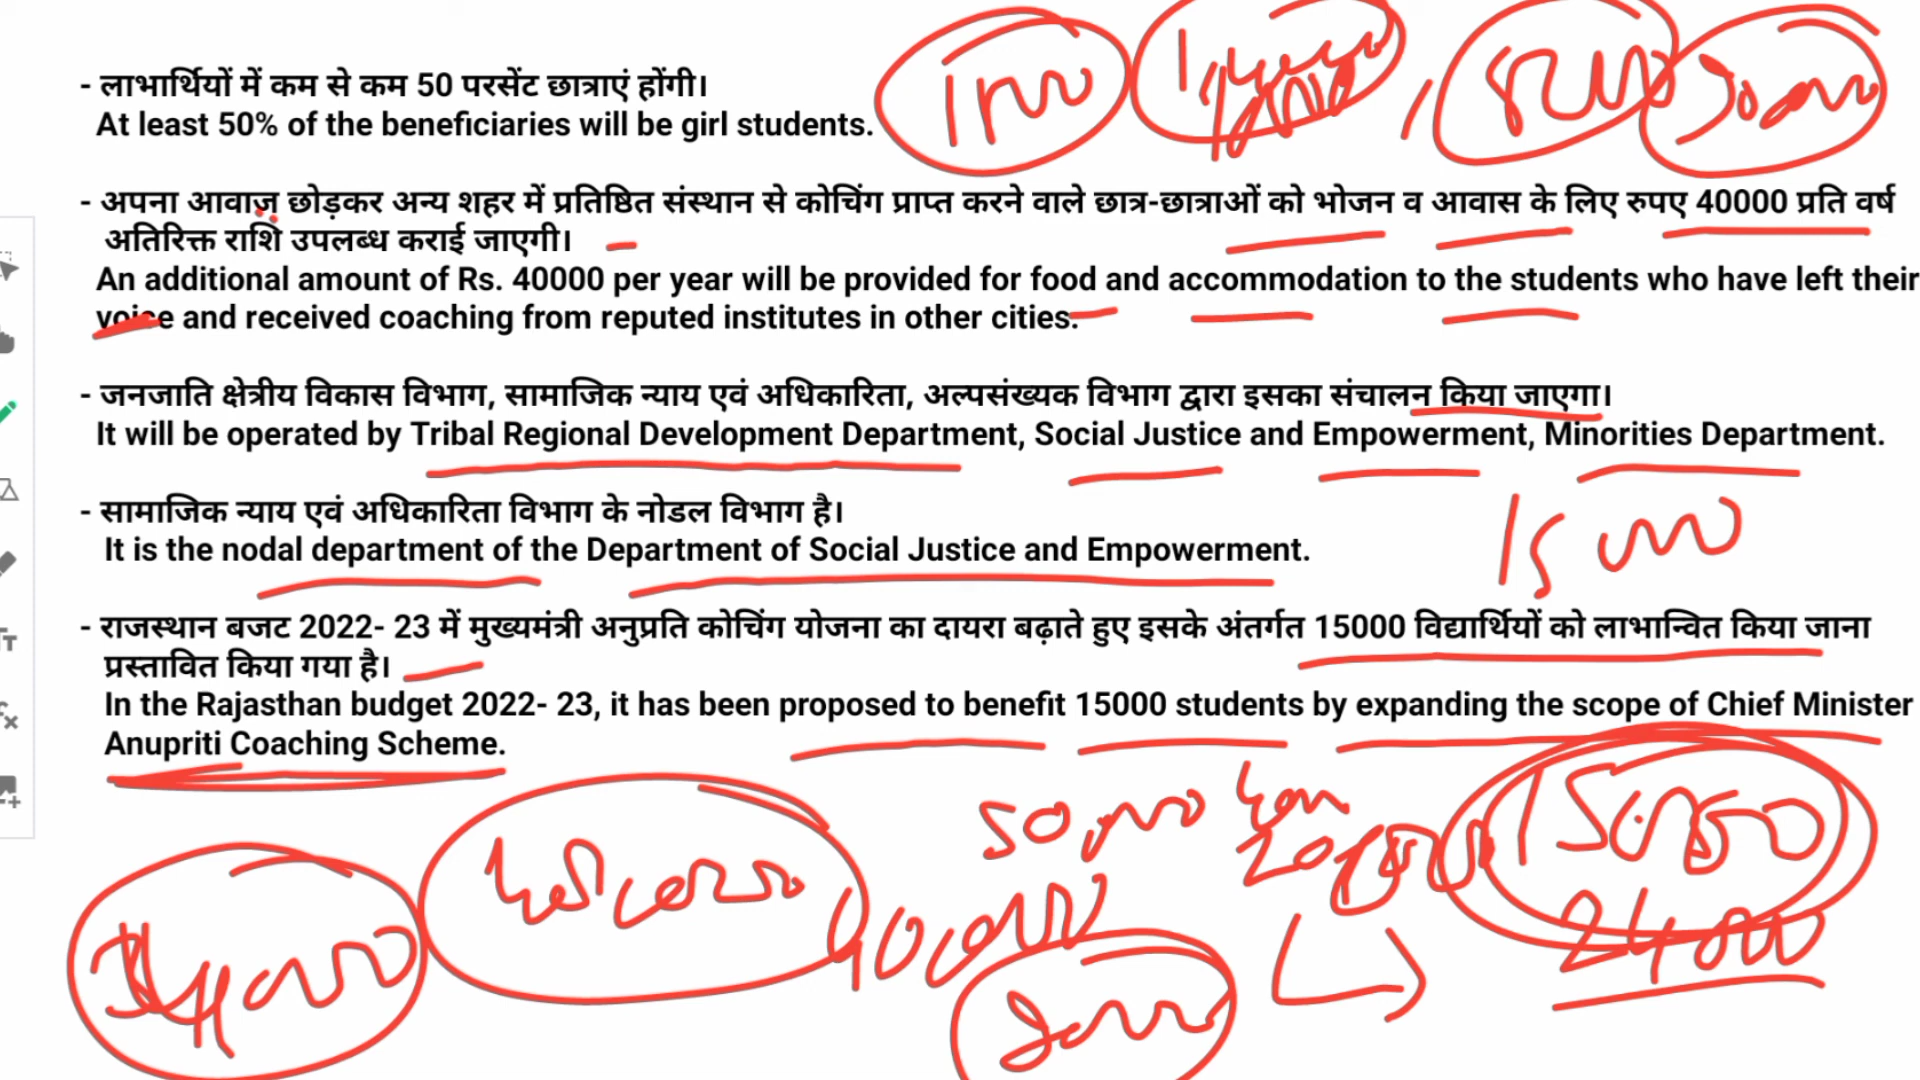 - लाभार्थियों में कम से कम 50 परसेंट छात्राएं होंगी।
At least 50% of the beneficiaries will be girl students.
- अपना आवाज़ छोड़कर अन्य शहर में प्रतिष्ठित संस्थान से कोचिंग प्राप्त करने वाले छात्र-छात्राओं को भोजन व आवास के लिए रुपए 40000 प्रति वर्ष
अतिरिक्त राशि उपलब्ध कराई जाएगी।
An additional amount of Rs. 40000 per year will be provided for food and accommodation to the students who have left their
voice and received coaching from reputed institutes in other cities.
- जनजाति क्षेत्रीय विकास विभाग, सामाजिक न्याय एवं अधिकारिता, अल्पसंख्यक विभाग द्वारा इसका संचालन किया जाएगा।
It will be operated by Tribal Regional Development Department, Social Justice and Empowerment, Minorities Department.
- सामाजिक न्याय एवं अधिकारिता विभाग के नोडल विभाग है।
It is the nodal department of the Department of Social Justice and Empowerment.
15000
- राजस्थान बजट 2022- 23 में मुख्यमंत्री अनुप्रति कोचिंग योजना का दायरा बढ़ाते हुए इसके अंतर्गत 15000 विद्यार्थियों को लाभान्वित किया जाना
प्रस्तावित किया गया है।
In the Rajasthan budget 2022- 23, it has been proposed to benefit 15000 students by expanding the scope of Chief Minister
Anupriti Coaching Scheme.
50,000
40000
24000